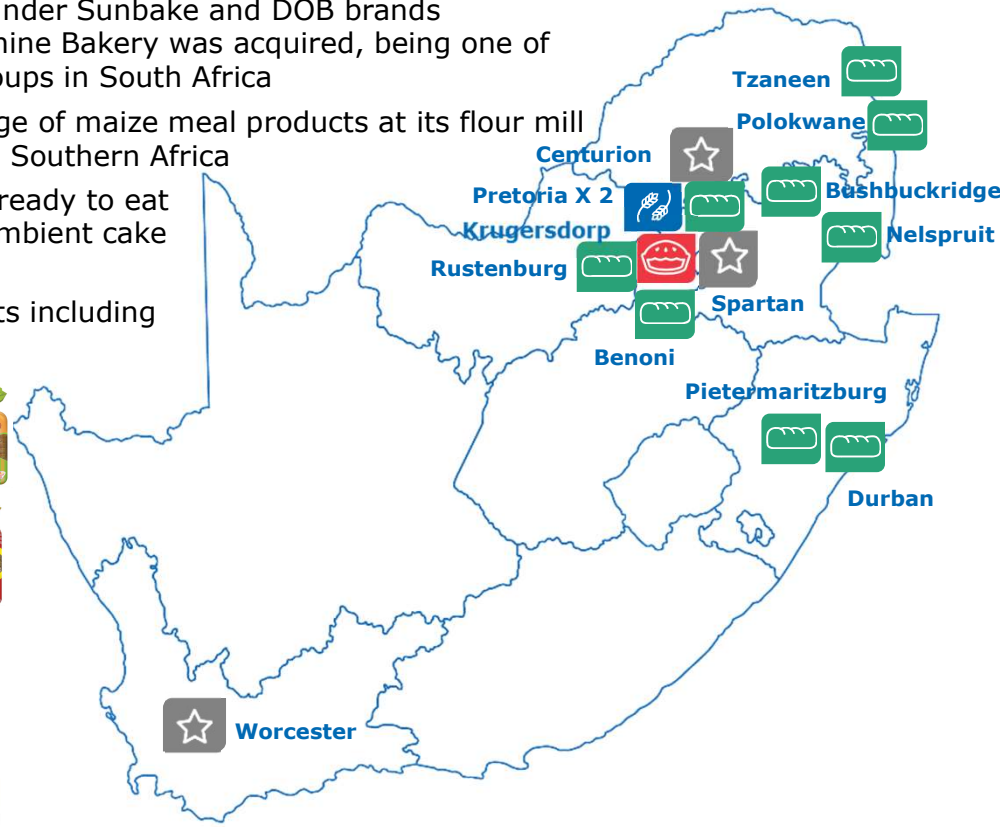 nder Sunbake and DOB brands
nine Bakery was acquired, being one of
oups in South Africa
ge of maize meal products at its flour mill
Southern Africa
ready to eat
mbient cake
ts including
Tzaneen
Polokwane
Centurion
Pretoria X 2
Bushbuckridge
Krugersdorp
Nelspruit
Rustenburg
Spartan
Benoni
Pietermaritzburg
Durban
Worcester